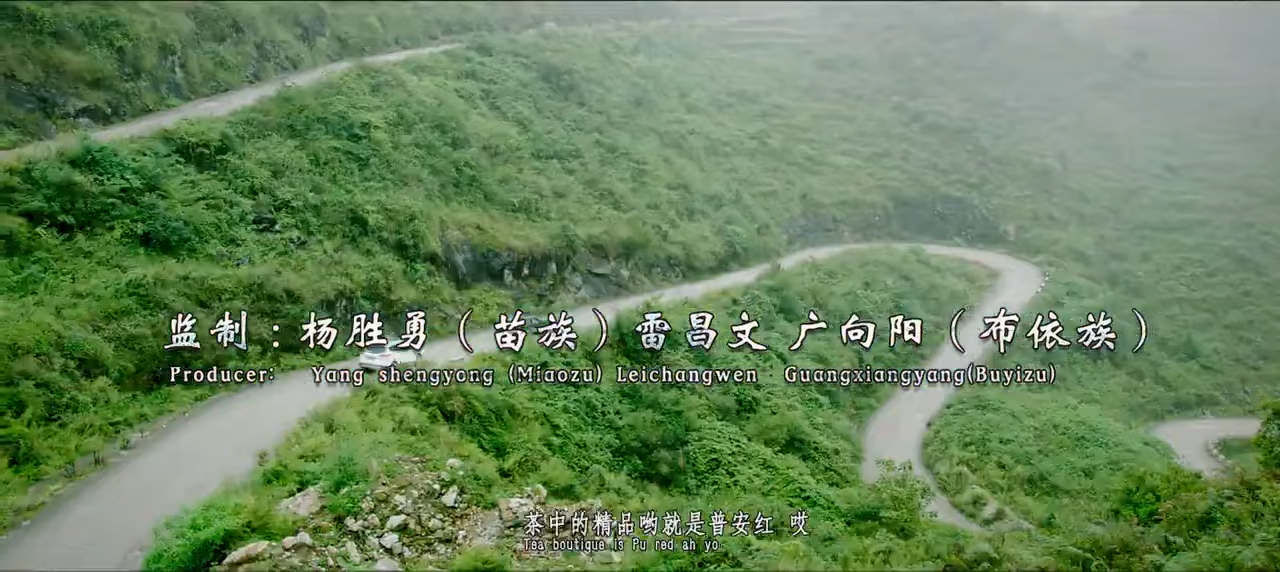 监制：杨胜勇（苗族）雷昌文 广向阳（布依族）
Producer: Yang shengyong (Miaozu) Leichangwen Guangxiangyang(Buyizu)
茶中的精品哟就是普安红 哎
Tea boutique is Pu red ah yo